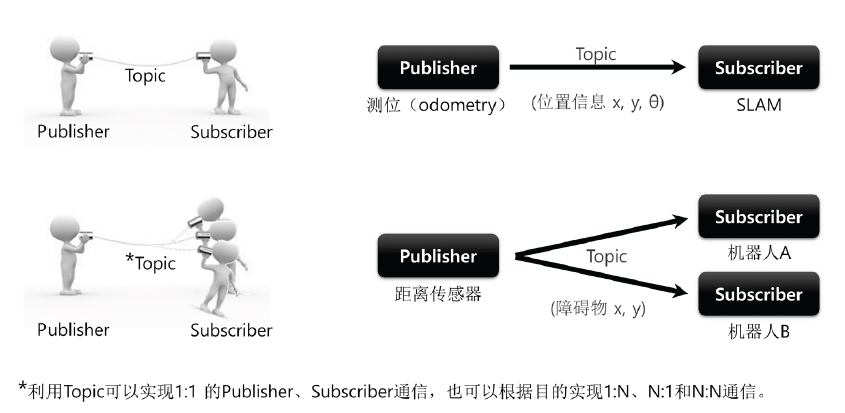 Topic
Publisher
Subscriber
Publisher
测位（odometry）
Topic
(位置信息 x, y, θ)
Subscriber
SLAM
*Topic
Publisher
Subscriber
Publisher
距离传感器
Topic
(障碍物 x, y)
Subscriber
机器人A
Subscriber
机器人B
*利用Topic可以实现1:1 的Publisher、Subscriber通信，也可以根据目的实现1:N、N:1和N:N通信。